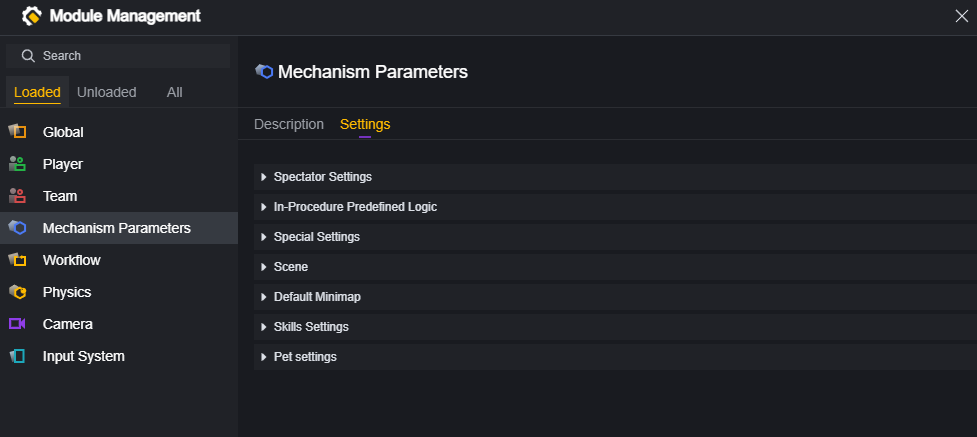 Module Management
Search
Loaded Unloaded All
Global
Player
Team
Mechanism Parameters
Workflow
Physics
Camera
Input System
Mechanism Parameters
Description Settings
Spectator Settings
In-Procedure Predefined Logic
Special Settings
Scene
Default Minimap
Skills Settings
Pet settings